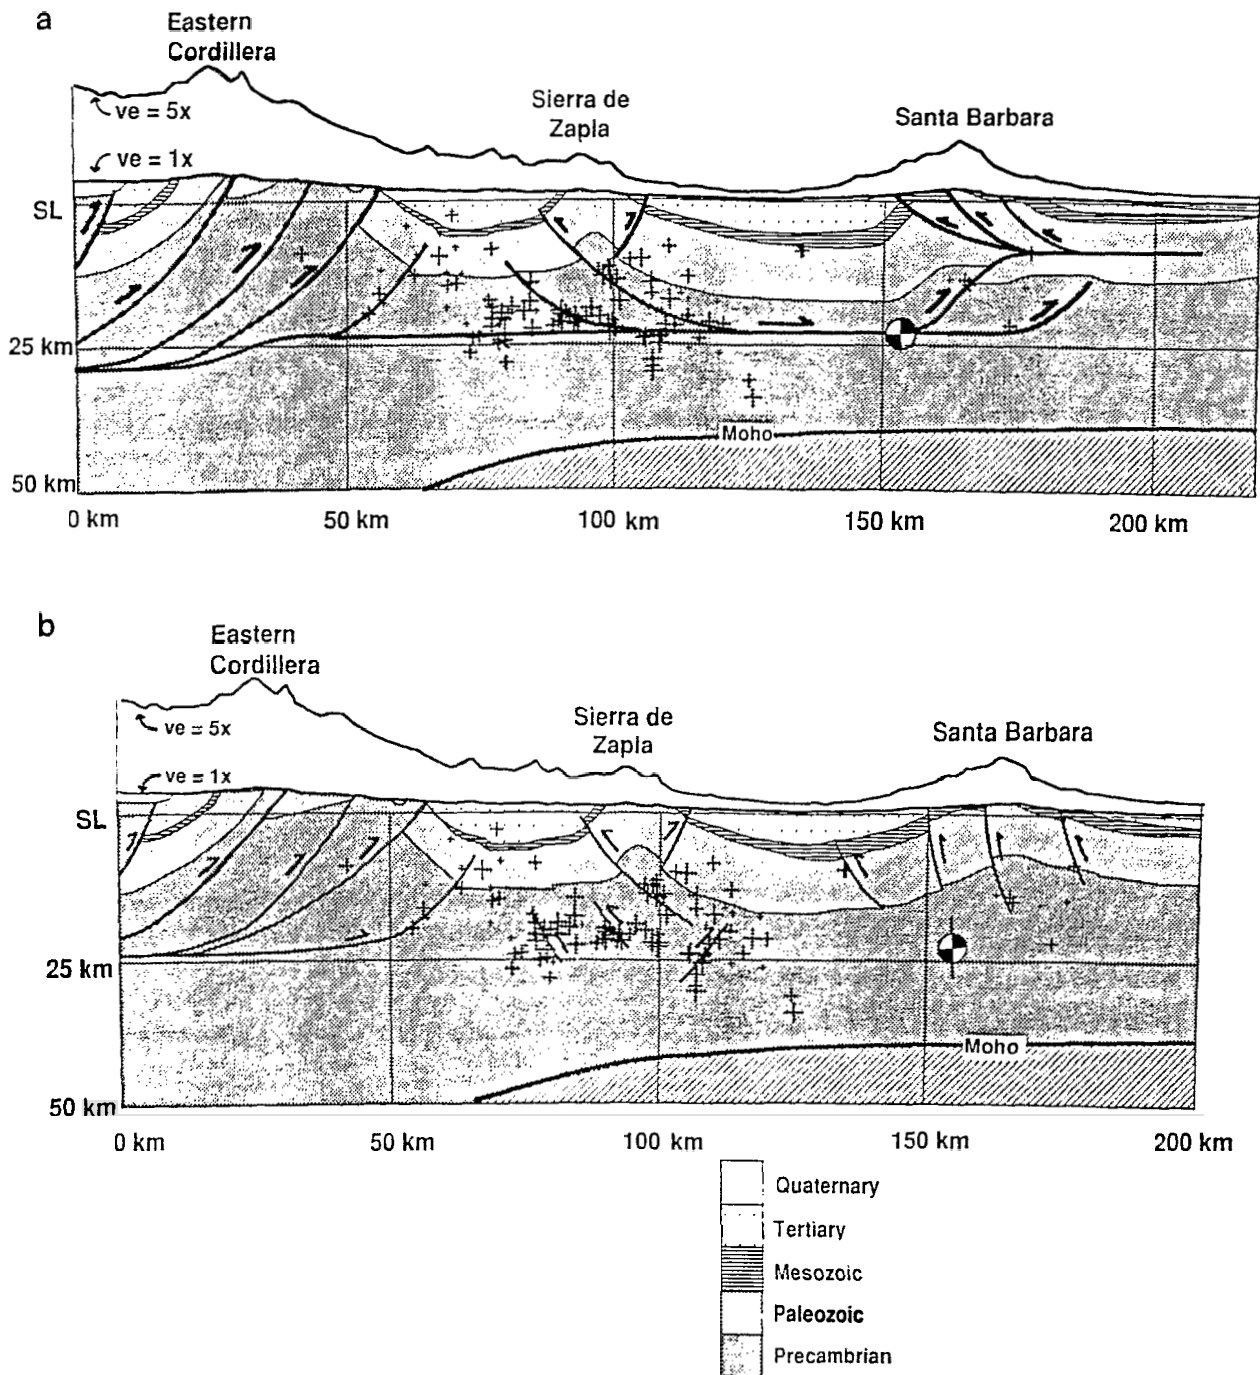 a
Eastern
Cordillera
ve = 5x
Sierra de
Zapla
Santa Barbara
ve = 1x
SL
25 km
Moho
50 km
0 km
50 km
100 km
150 km
200 km
b
Eastern
Cordillera
ve = 5x
Sierra de
Zapla
Santa Barbara
ve = 1x
SL
25 km
Moho
50 km
0 km
50 km
100 km
150 km
200 km
Quaternary
Tertiary
Mesozoic
Paleozoic
Precambrian